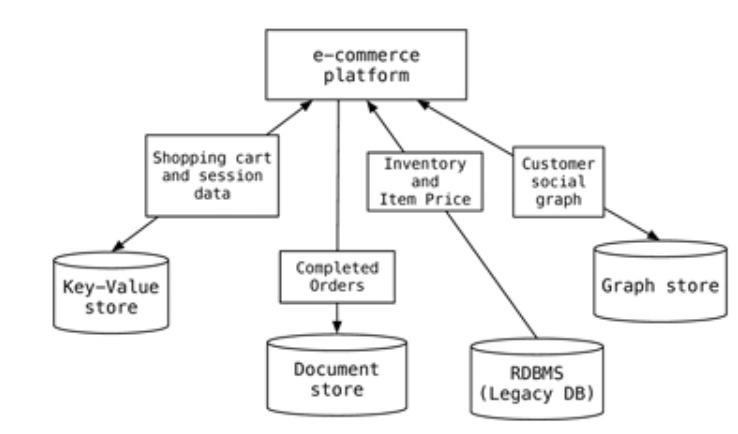 e-commerce
platform
Shopping cart
and session
data
Inventory
and
Item Price
Customer
social
graph
Completed
Orders
Key-Value
store
Graph store
Document
store
RDBMS
(Legacy DB)